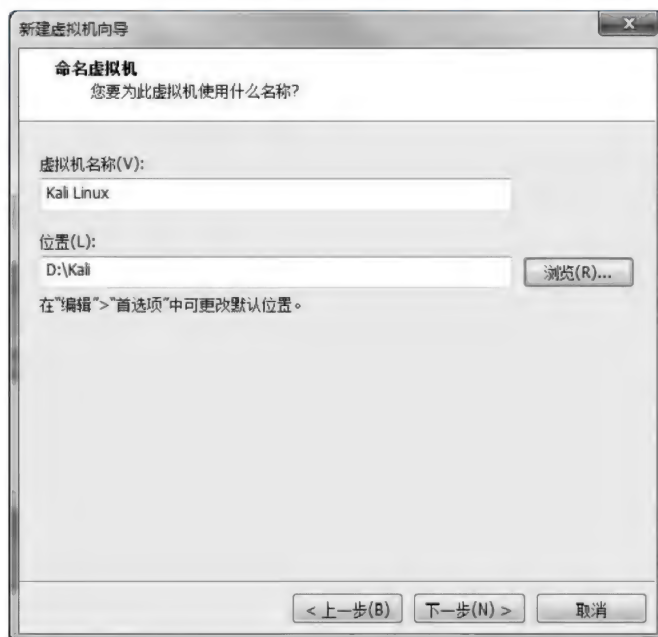 新建虚拟机向导
命名虚拟机
您要为此虚拟机使用什么名称?
虚拟机名称(V):
Kali Linux
位置(L):
D:\Kali
浏览(R)...
在"编辑">"首选项"中可更改默认位置。
< 上一步(B)
下一步(N) >
取消